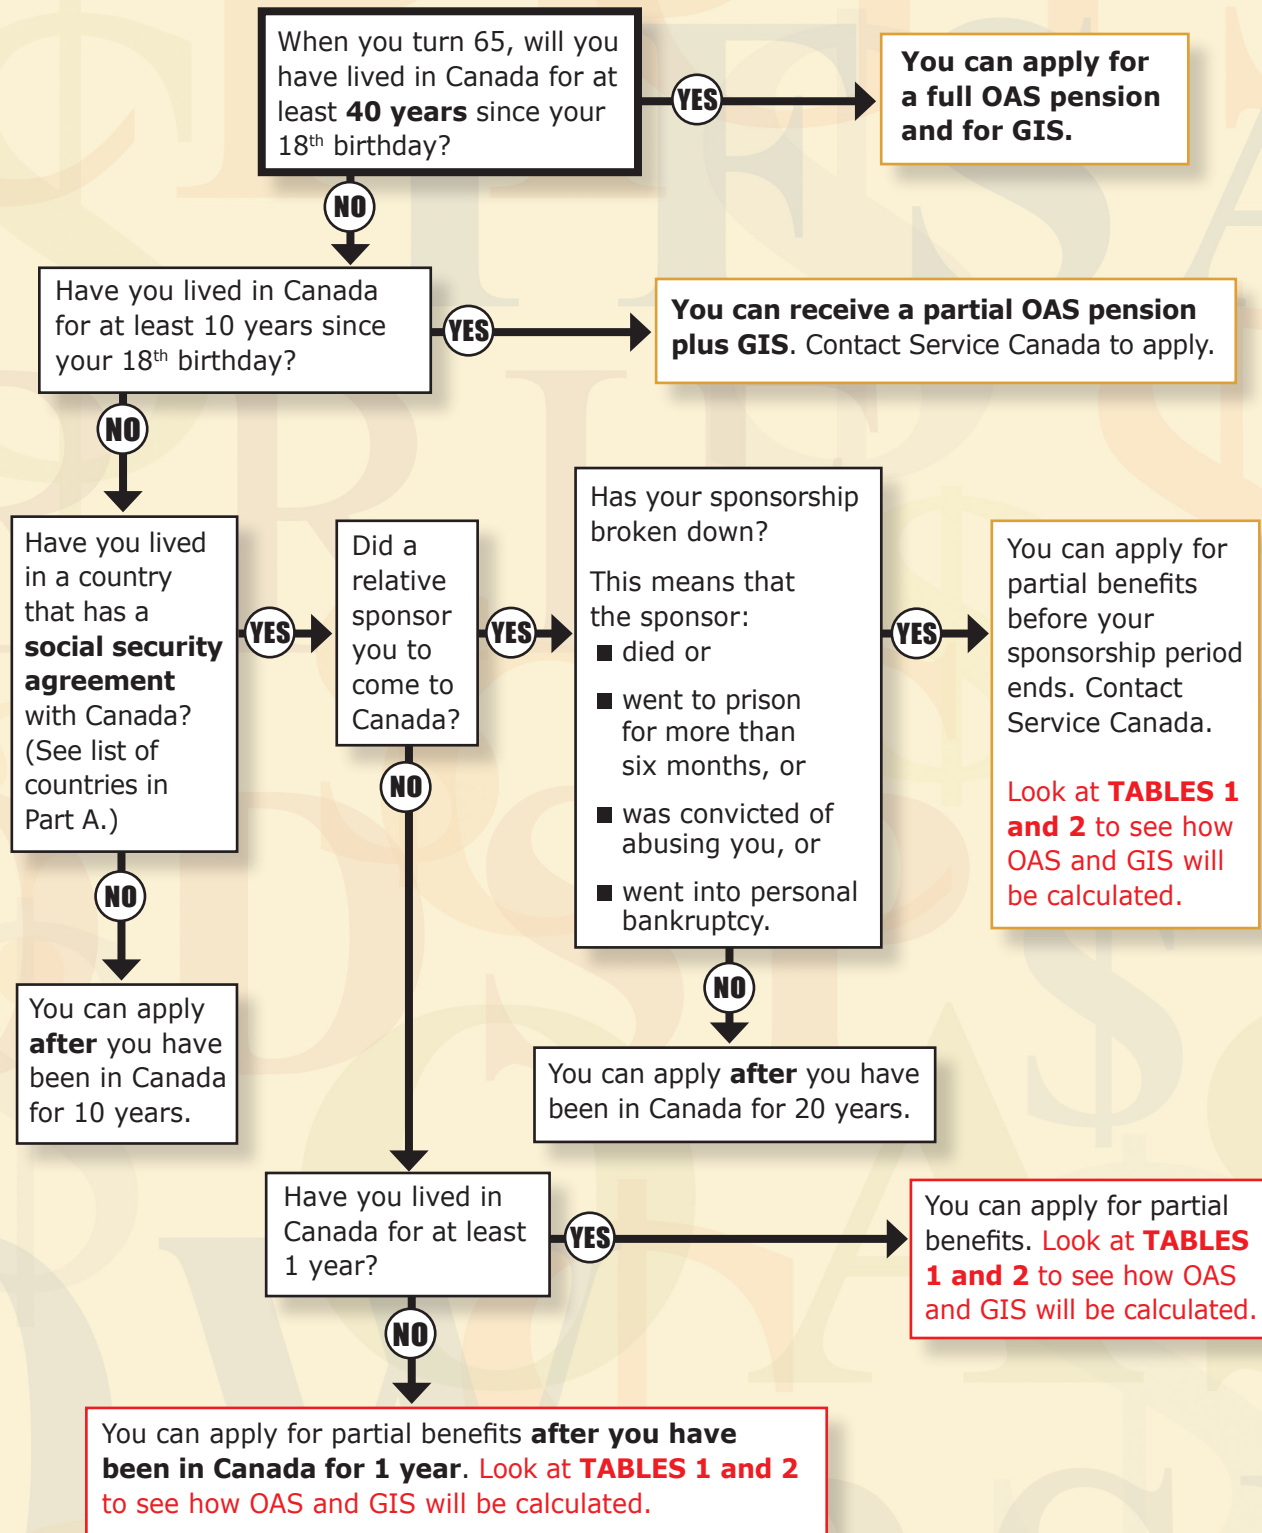 When you turn 65, will you
have lived in Canada for at
least 40 years since your
18th birthday?
YES
You can apply for
a full OAS pension
and for GIS.
NO
Have you lived in Canada
for at least 10 years since
your 18th birthday?
YES
You can receive a partial OAS pension
plus GIS. Contact Service Canada to apply.
NO
Have you lived
in a country
that has a
social security
agreement
with Canada?
(See list of
countries in
Part A.)
YES
Did a
relative
sponsor
you to
come to
Canada?
YES
Has your sponsorship
broken down?
This means that
the sponsor:
■ died or
■ went to prison
for more than
six months, or
■ was convicted of
abusing you, or
■ went into personal
bankruptcy.
YES
You can apply for
partial benefits
before your
sponsorship period
ends. Contact
Service Canada.
Look at TABLES 1
and 2 to see how
OAS and GIS will
be calculated.
NO
You can apply
after you have
been in Canada
for 10 years.
NO
NO
You can apply after you have
been in Canada for 20 years.
Have you lived in
Canada for at least
1 year?
YES
You can apply for partial
benefits. Look at TABLES
1 and 2 to see how OAS
and GIS will be calculated.
NO
You can apply for partial benefits after you have
been in Canada for 1 year. Look at TABLES 1 and 2
to see how OAS and GIS will be calculated.